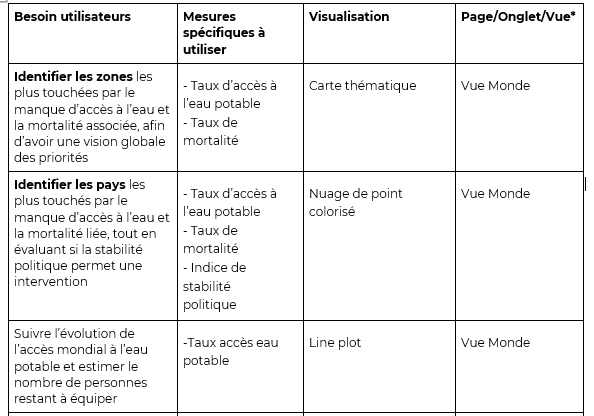 Besoin utilisateurs
Mesures
spécifiques à
utiliser
Visualisation
Page/Onglet/Vue*
Identifier les zones les
plus touchées par le
manque d'accès à l'eau et
la mortalité associée, afin
d'avoir une vision globale
des priorités
- Taux d'accès à
l'eau potable
- Taux de
mortalité
Carte thématique
Vue Monde
Identifier les pays les
plus touchés par le
manque d'accès à l'eau et
la mortalité liée, tout en
évaluant si la stabilité
politique permet une
intervention
- Taux d'accès à
l'eau potable
- Taux de
mortalité
- Indice de
stabilité
politique
Nuage de point
colorisé
Vue Monde
Suivre l'évolution de
l'accès mondial à l'eau
potable et estimer le
nombre de personnes
restant à équiper
-Taux accès eau
potable
Line plot
Vue Monde